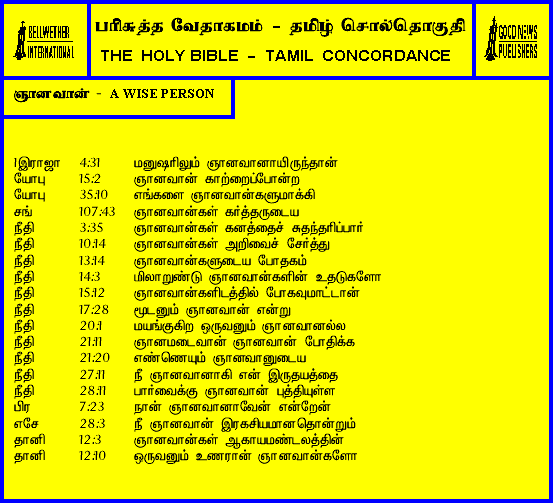 BELLWETHER INTERNATIONAL
பரிசுத்த வேதாகமம் - தமிழ் சொல்தொகுதி
THE HOLY BIBLE - TAMIL CONCORDANCE
GOOD NEWS PUBLISHERS
ஞானவான் - A WISE PERSON
1இராஜா 4:31 மனுஷரிலும் ஞானவானாயிருந்தான்
யோபு 15:2 ஞானவான் காற்றைப்போன்ற
யோபு 35:10 எங்களை ஞானவான்களுமாக்கி
சங் 107:43 ஞானவான்கள் கர்த்தருடைய
நீதி 3:35 ஞானவான்கள் கனத்தைச் சுதந்தரிப்பார்
நீதி 10:14 ஞானவான்கள் அறிவைச் சேர்த்து
நீதி 13:14 ஞானவான்களுடைய போதகம்
நீதி 14:3 மிலாறுண்டு ஞானவான்களின் உதடுகளோ
நீதி 15:12 ஞானவான்களிடத்தில் போகவுமாட்டான்
நீதி 17:28 மூடனும் ஞானவான் என்று
நீதி 20:1 மயங்குகிற ஒருவனும் ஞானவானல்ல
நீதி 21:11 ஞானமடைவான் ஞானவான் போதிக்க
நீதி 21:20 எண்ணெயும் ஞானவானுடைய
நீதி 27:11 நீ ஞானவானாகி என் இருதயத்தை
நீதி 28:11 பார்வைக்கு ஞானவான் புத்தியுள்ள
பிர 7:23 நான் ஞானவானாவேன் என்றேன்
எசே 28:3 நீ ஞானவான் இரகசியமானதொன்றும்
தானி 12:3 ஞானவான்கள் ஆகாயமண்டலத்தின்
தானி 12:10 ஒருவனும் உணரான் ஞானவான்களோ